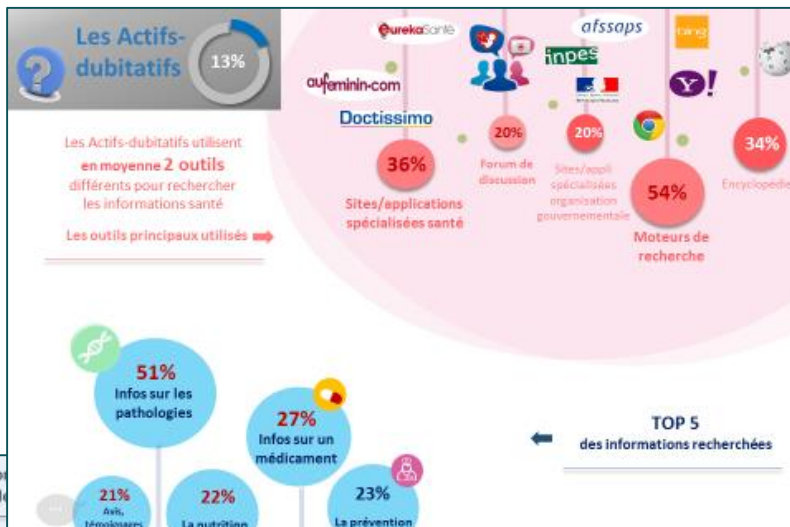 Les Actifs-
dubitatifs
13%
Les Actifs-dubitatifs utilisent
en moyenne 2 outils
différents pour rechercher
les informations santé
Les outils principaux utilisés
EurekaSanté
aufeminin.com
Doctissimo
36%
Sites/applications
spécialisées santé
20%
Forum de
discussion
afssaps
inpes
20%
Sites/appli
spécialisées
organisation
gouvernementale
bing
Y!
54%
Moteurs de
recherche
34%
Encyclopédie
TOP 5
des informations recherchées
51%
Infos sur les
pathologies
27%
Infos sur un
médicament
21%
Avis,
témoignages
22%
La nutrition
23%
La prévention